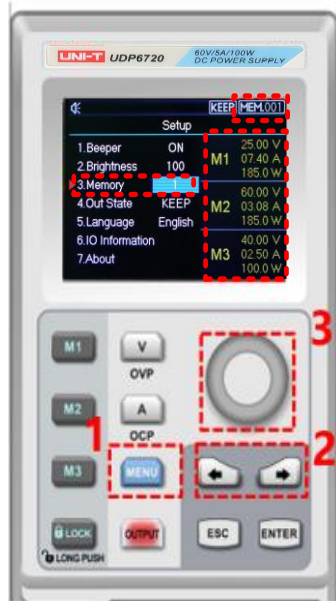 UNI-T UDP6720 60V/5A/100W
DC POWER SUPPLY
KEEP MEM.001
Setup
1.Beeper ON
2.Brightness 100
3.Memory 1
4.Out State KEEP
5.Language English
6.IO Information
7.About
M1 25.00 V
07.40 A
185.0 W
M2 60.00 V
03.08 A
185.0 W
M3 40.00 V
02.50 A
100.0 W
M1 V
OVP
M2 A
OCP
M3 MENU
LOCK OUTPUT ESC ENTER
LONG PUSH
1
2
3